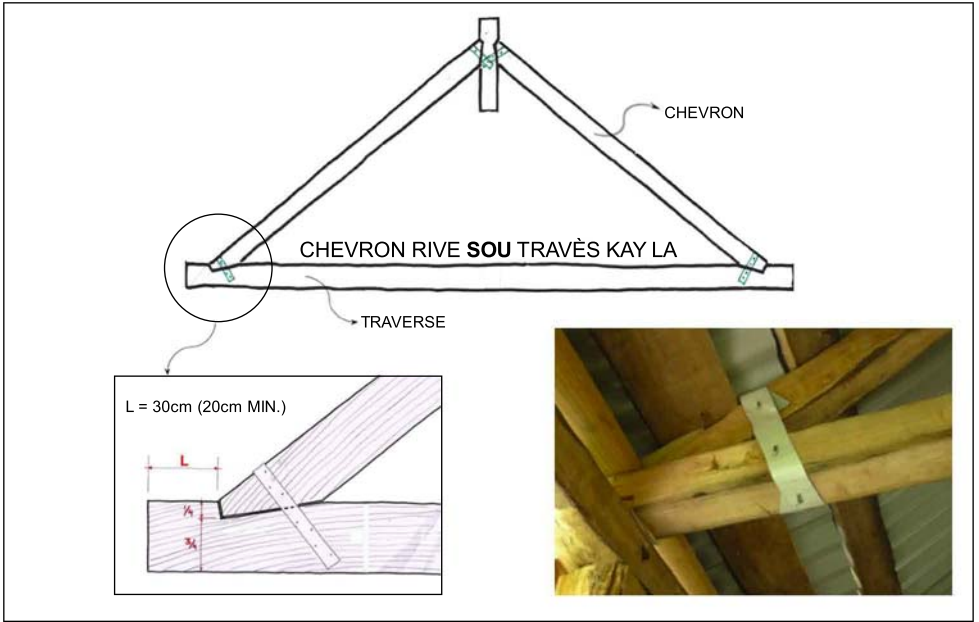 CHEVRON
CHEVRON RIVE SOU TRAVÈS KAY LA
TRAVERSE
L = 30cm (20cm MIN.)
L
1/4
3/4